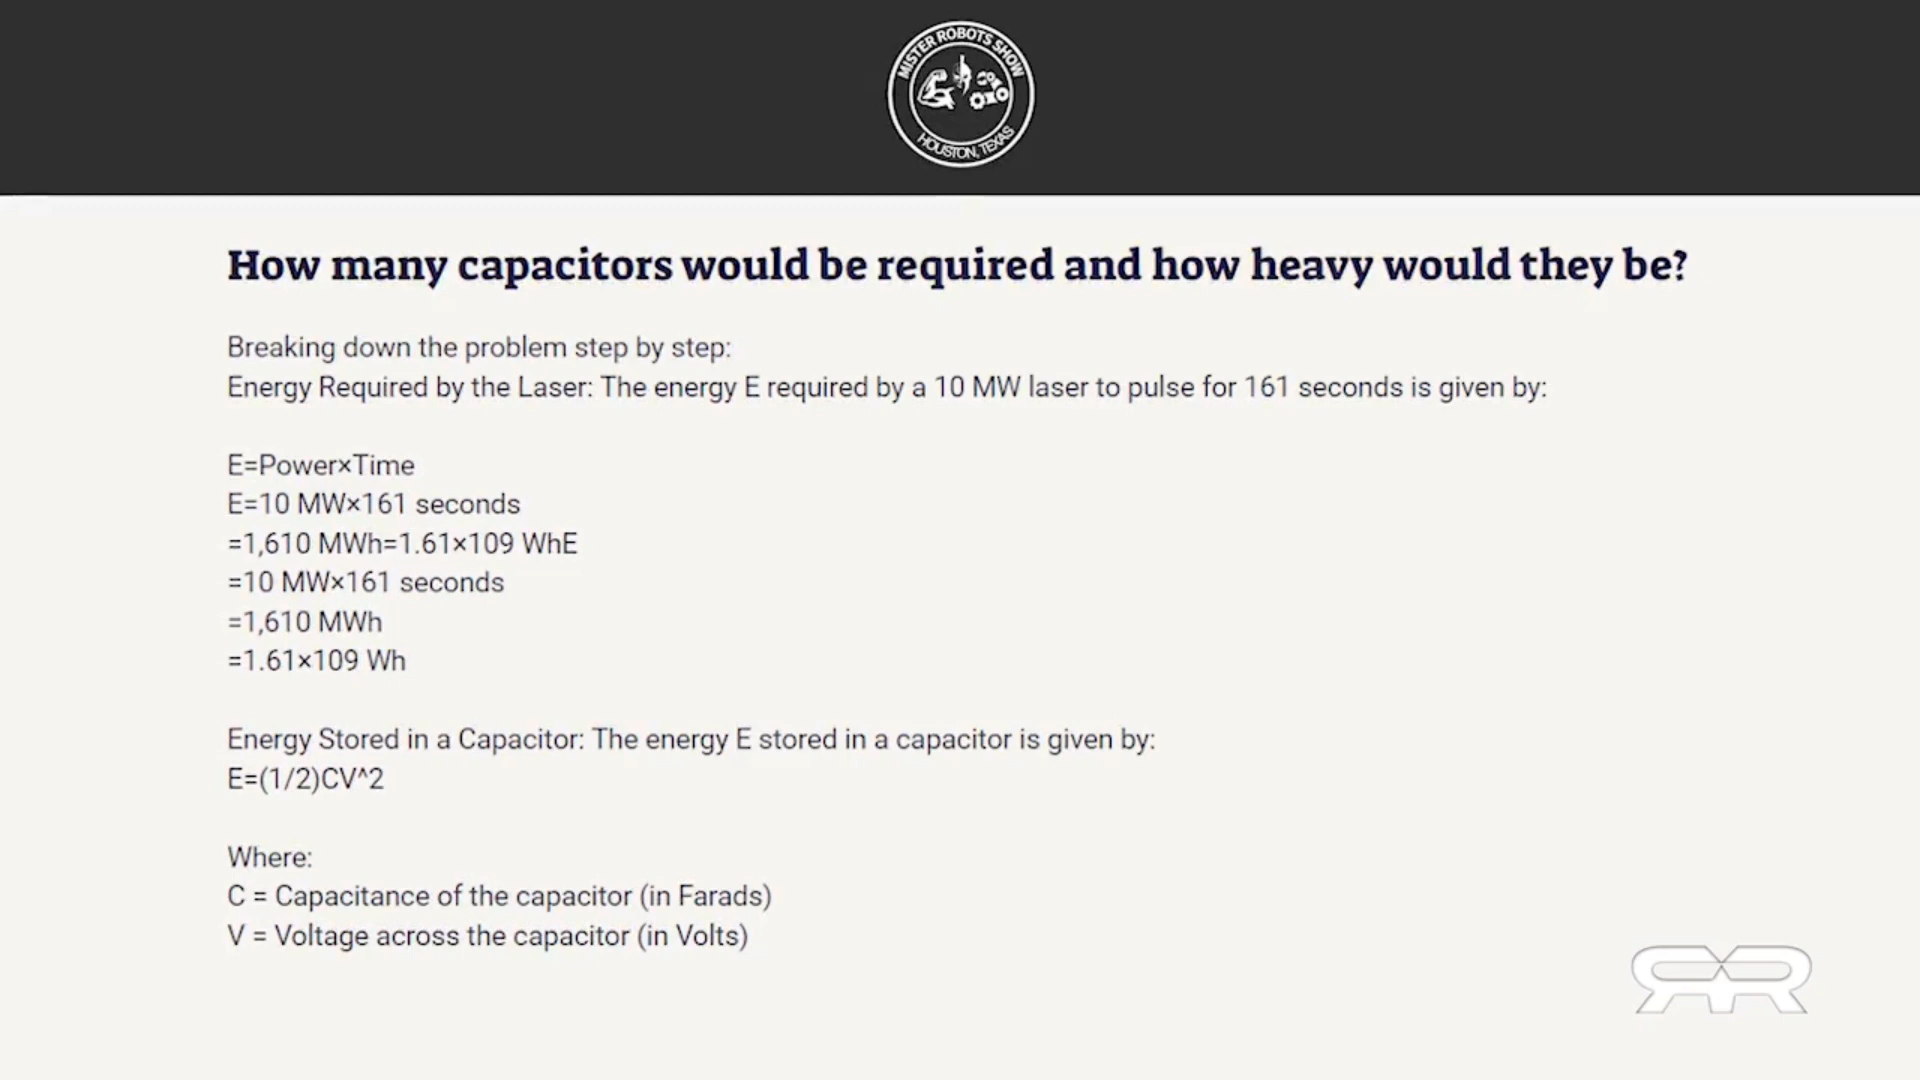 MISTER ROBOTS SHOW
HOUSTON, TEXAS
How many capacitors would be required and how heavy would they be?
Breaking down the problem step by step:
Energy Required by the Laser: The energy E required by a 10 MW laser to pulse for 161 seconds is given by:
E=Power×Time
E=10 MW×161 seconds
=1,610 MWh=1.61×109 WhE
=10 MW×161 seconds
=1,610 MWh
=1.61×109 Wh
Energy Stored in a Capacitor: The energy E stored in a capacitor is given by:
E=(1/2)CV^2
Where:
C = Capacitance of the capacitor (in Farads)
V = Voltage across the capacitor (in Volts)